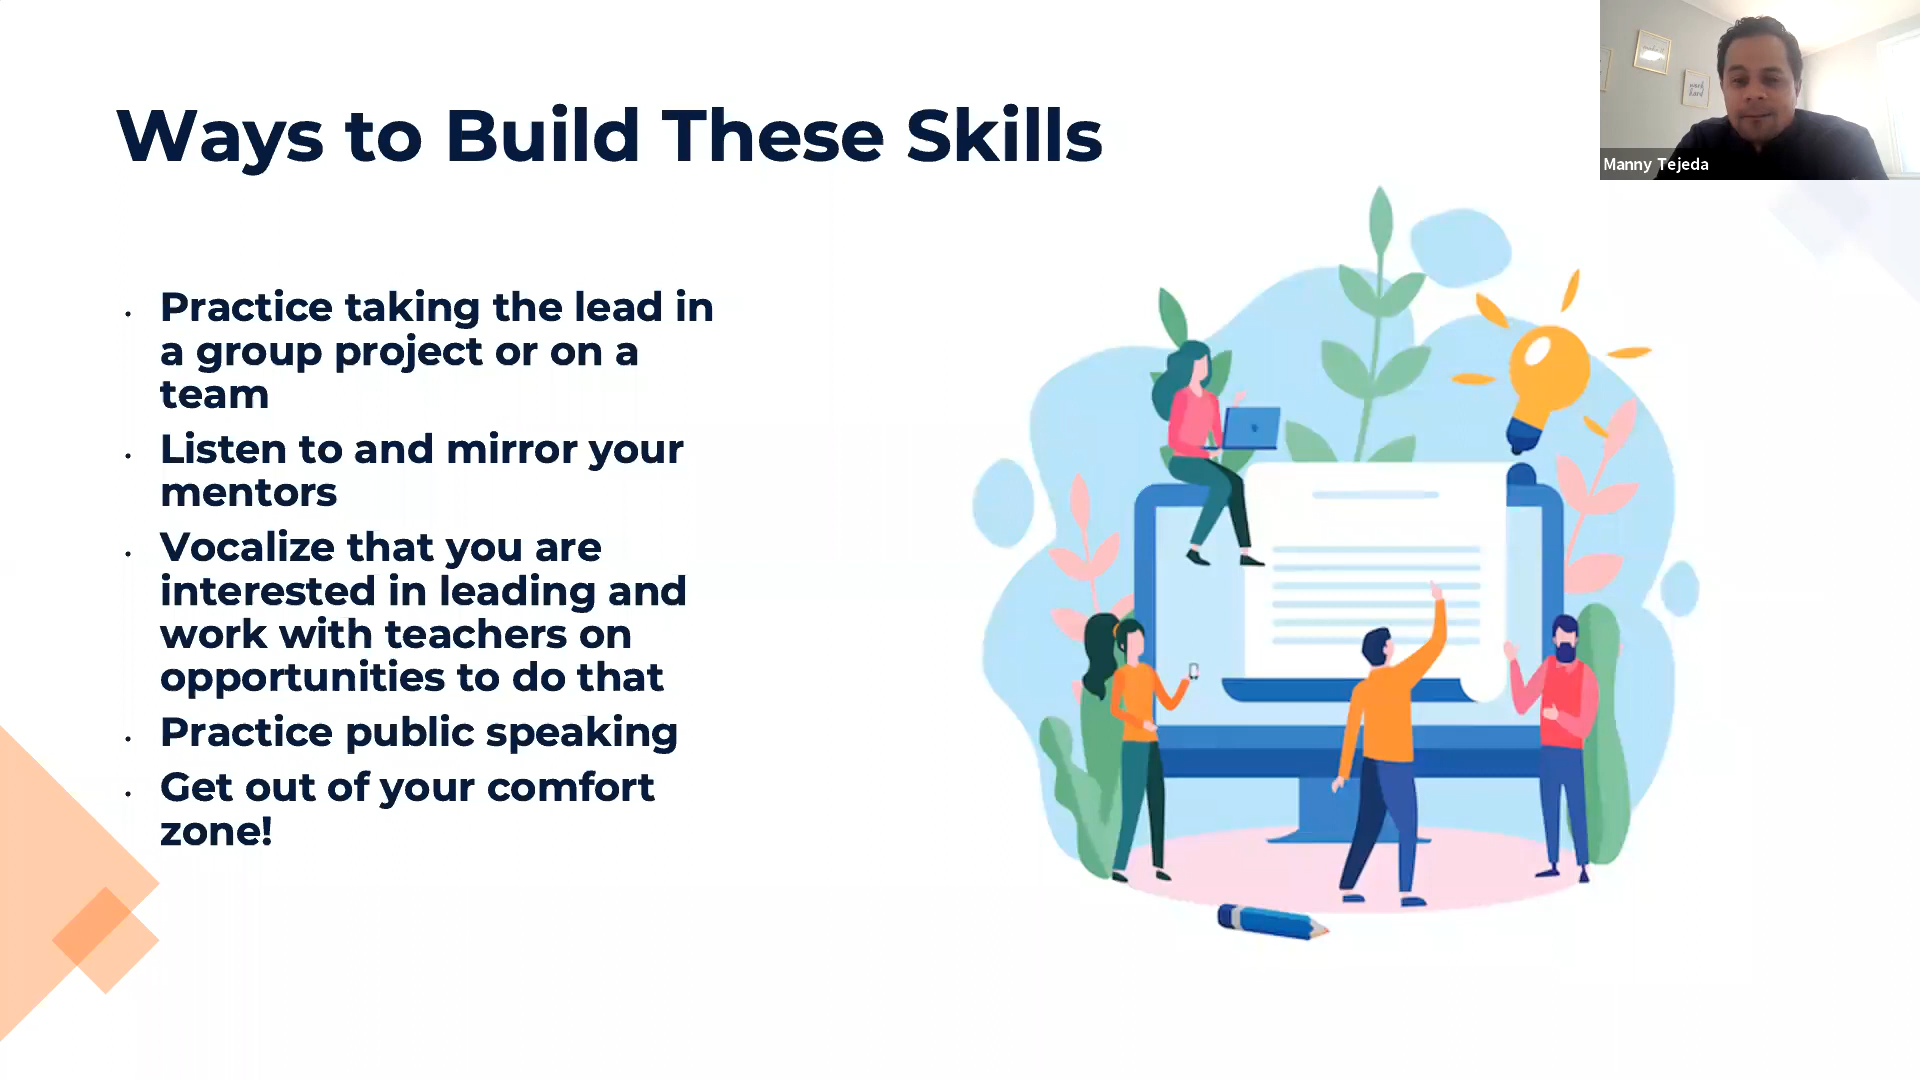 Ways to Build These Skills
• Practice taking the lead in
a group project or on a
team
• Listen to and mirror your
mentors
• Vocalize that you are
interested in leading and
work with teachers on
opportunities to do that
• Practice public speaking
• Get out of your comfort
zone!
work
hard
Manny Tejeda